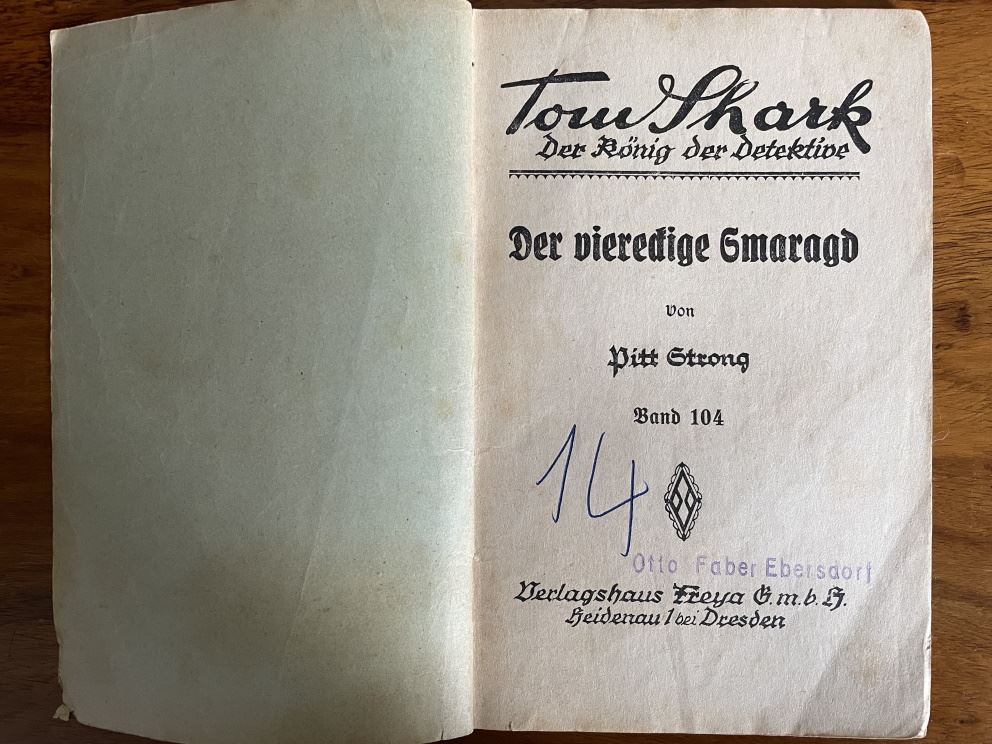 Tom Shark
Der König der Detektive
Der viereckige Smaragd
von
Pitt Strong
Band 104
14
Otto Faber Ebersdorf
Verlagshaus Freya G.m.b.H.
Heidenau 1 bei Dresden